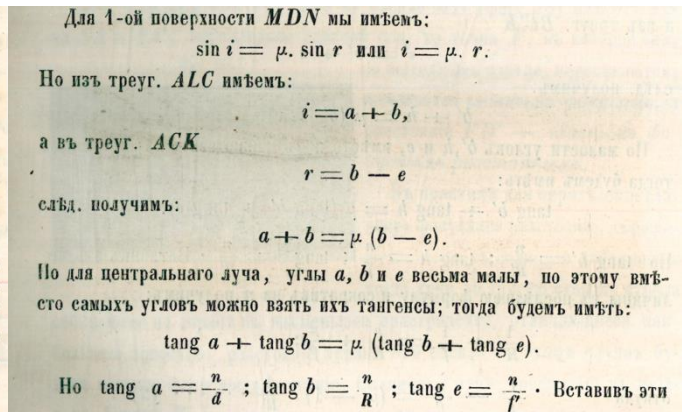 Для 1-ой поверхности MDN мы имѣемъ:
sin i = μ. sin r или i = μ. r.
Но изъ треуг. ALC имѣемъ:
i = a + b,
а въ треуг. ACK
r = b — e
слѣд. получимъ:
a + b = μ (b — e).
Но для центральнаго луча, углы a, b и e весьма малы, по этому вмѣ-
сто самыхъ угловъ можно взять ихъ тангенсы; тогда будемъ имѣть:
tang a + tang b = μ (tang b + tang e).
Но tang a = n/d ; tang b = n/R ; tang e = n/f' · Вставивъ эти